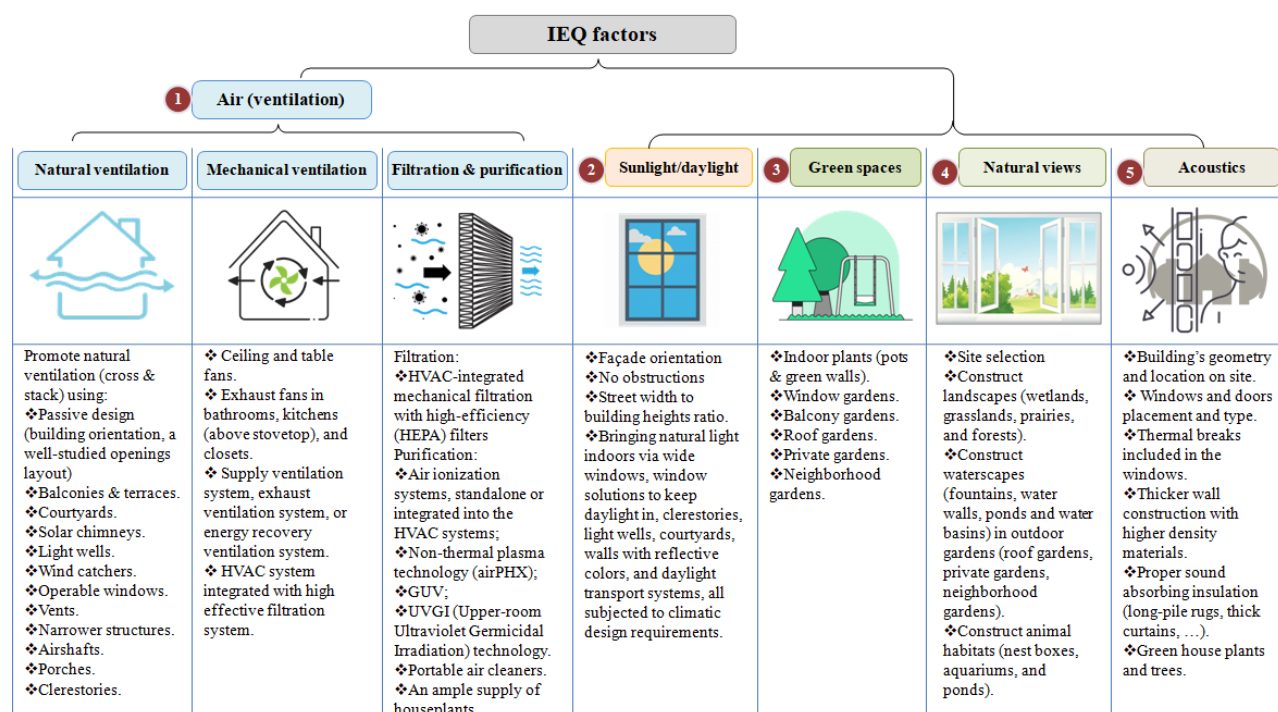 IEQ factors
1
Air (ventilation)
Natural ventilation
Mechanical ventilation
Filtration & purification
2
Sunlight/daylight
3
Green spaces
4
Natural views
5
Acoustics
Promote natural
ventilation (cross &
stack) using:
❖Passive design
(building orientation, a
well-studied openings
layout)
❖Balconies & terraces.
❖Courtyards.
❖Solar chimneys.
❖Light wells.
❖Wind catchers.
❖Operable windows.
❖Vents.
❖Narrower structures.
❖Airshafts.
❖Porches.
❖Clerestories.
❖ Ceiling and table
fans.
❖ Exhaust fans in
bathrooms, kitchens
(above stovetop), and
closets.
❖ Supply ventilation
system, exhaust
ventilation system, or
energy recovery
ventilation system.
❖ HVAC system
integrated with high
effective filtration
system.
Filtration:
❖HVAC-integrated
mechanical filtration
with high-efficiency
(HEPA) filters
Purification:
❖Air ionization
systems, standalone or
integrated into the
HVAC systems;
❖Non-thermal plasma
technology (airPHX);
❖GUV;
❖UVGI (Upper-room
Ultraviolet Germicidal
Irradiation) technology.
❖Portable air cleaners.
❖An ample supply of
houseplants
❖Façade orientation
❖No obstructions
❖Street width to
building heights ratio.
❖Bringing natural light
indoors via wide
windows, window
solutions to keep
daylight in, clerestories,
light wells, courtyards,
walls with reflective
colors, and daylight
transport systems, all
subjected to climatic
design requirements.
❖Indoor plants (pots
& green walls).
❖Window gardens.
❖Balcony gardens.
❖Roof gardens.
❖Private gardens.
❖Neighborhood
gardens.
❖Site selection
❖Construct
landscapes (wetlands,
grasslands, prairies,
and forests).
❖Construct
waterscapes
(fountains, water
walls, ponds and water
basins) in outdoor
gardens (roof gardens,
private gardens,
neighborhood
gardens).
❖Construct animal
habitats (nest boxes,
aquariums, and
ponds).
❖Building’s geometry
and location on site.
❖ Windows and doors
placement and type.
❖Thermal breaks
included in the
windows.
❖Thicker wall
construction with
higher density
materials.
❖Proper sound
absorbing insulation
(long-pile rugs, thick
curtains, …).
❖Green house plants
and trees.